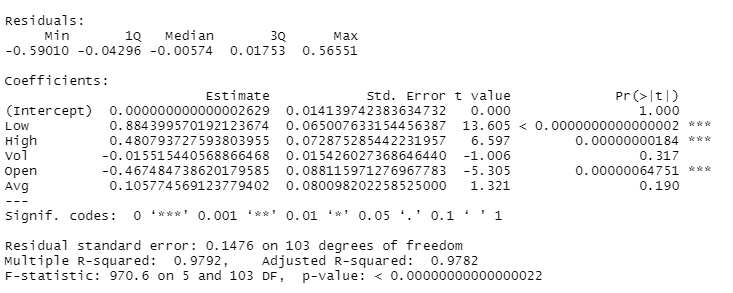 Residuals:
     Min       1Q   Median       3Q      Max
-0.59010 -0.04296 -0.00574  0.01753  0.56551

Coefficients:
                        Estimate           Std. Error t value             Pr(>|t|)
(Intercept)  0.000000000000002629  0.014139742383634732   0.000                1.000
Low          0.884399570192123674  0.065007633154456387  13.605 < 0.0000000000000002 ***
High         0.480793727593803955  0.072875285442231957   6.597        0.00000000184 ***
Vol         -0.015515440568866468  0.015426027368646440  -1.006                0.317
Open        -0.467484738620179585  0.088115971276967783  -5.305        0.00000064751 ***
Avg          0.105774569123779402  0.080098202258525000   1.321                0.190
---
Signif. codes:  0 ‘***’ 0.001 ‘**’ 0.01 ‘*’ 0.05 ‘.’ 0.1 ‘ ’ 1

Residual standard error: 0.1476 on 103 degrees of freedom
Multiple R-squared:  0.9792,    Adjusted R-squared:  0.9782
F-statistic: 970.6 on 5 and 103 DF,  p-value: < 0.00000000000000022